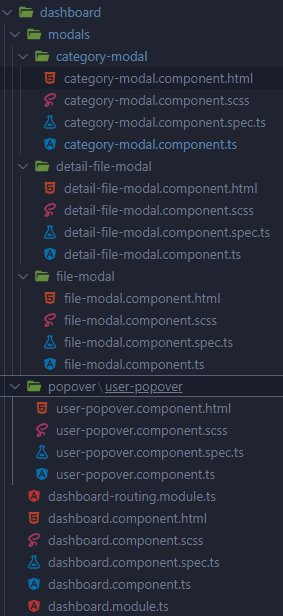 dashboard
modals
category-modal
category-modal.component.html
category-modal.component.scss
category-modal.component.spec.ts
category-modal.component.ts
detail-file-modal
detail-file-modal.component.html
detail-file-modal.component.scss
detail-file-modal.component.spec.ts
detail-file-modal.component.ts
file-modal
file-modal.component.html
file-modal.component.scss
file-modal.component.spec.ts
file-modal.component.ts
popover\user-popover
user-popover.component.html
user-popover.component.scss
user-popover.component.spec.ts
user-popover.component.ts
dashboard-routing.module.ts
dashboard.component.html
dashboard.component.scss
dashboard.component.spec.ts
dashboard.component.ts
dashboard.module.ts